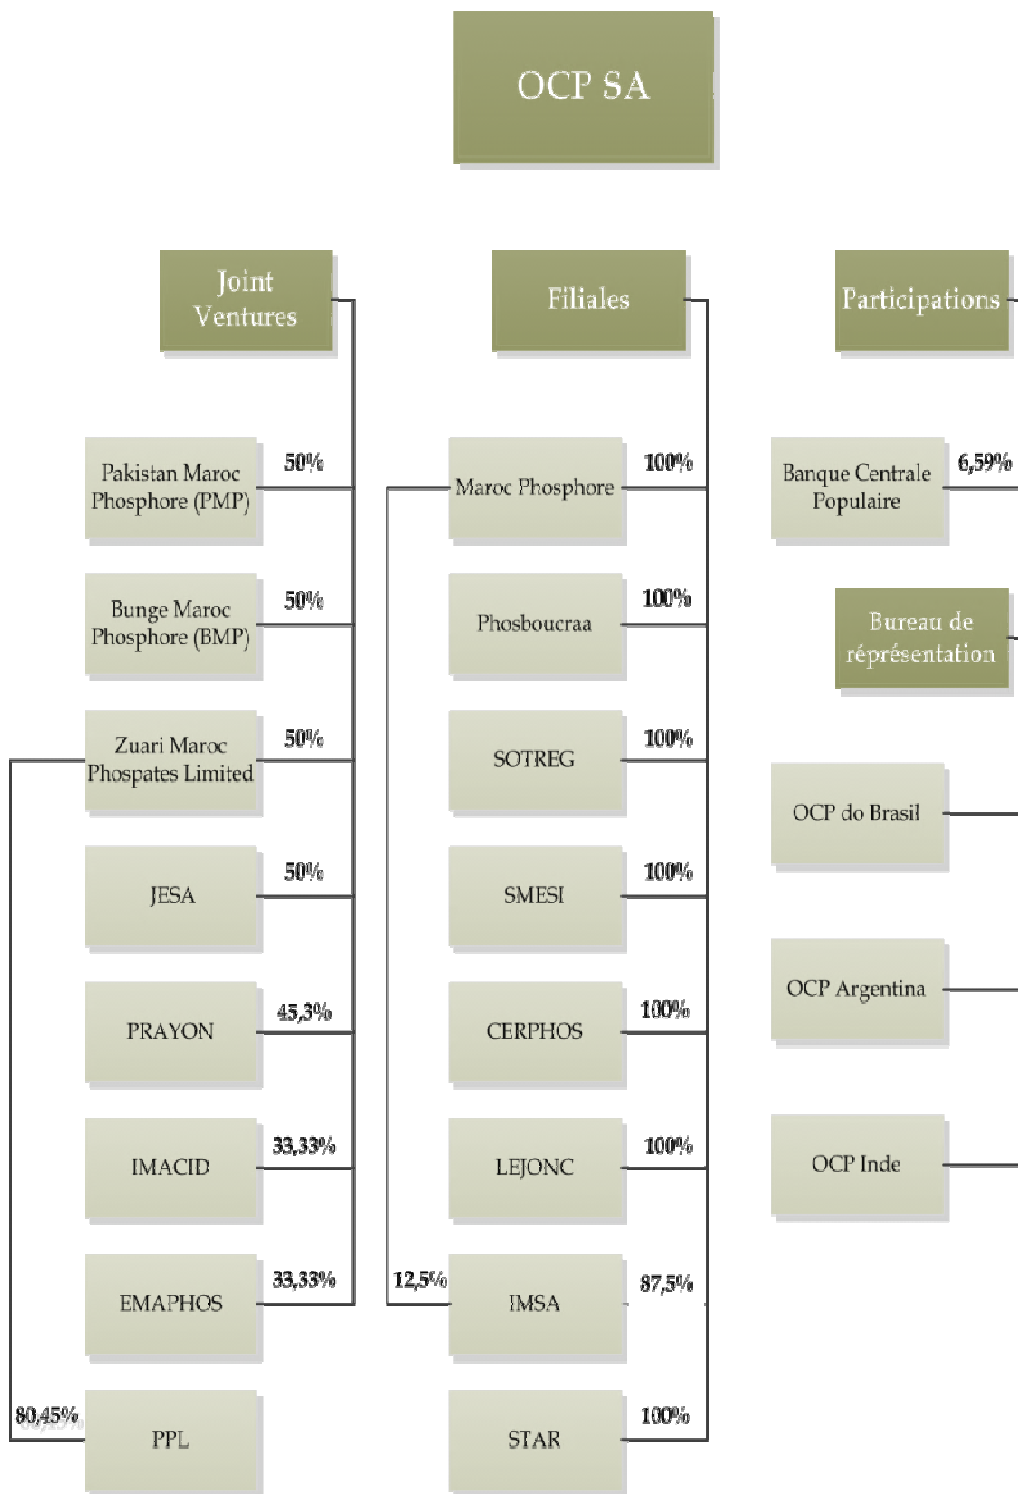 OCP SA
Joint
Ventures
Pakistan Maroc
Phosphore (PMP)
50%
Bunge Maroc
Phosphore (BMP)
50%
Zuari Maroc
Phospates Limited
50%
JESA
50%
PRAYON
45,3%
IMACID
33,33%
EMAPHOS
33,33%
80,45%
PPL
Filiales
Maroc Phosphore
100%
Phosboucraa
100%
SOTREG
100%
SMESI
100%
CERPHOS
100%
LEJONC
100%
12,5%
IMSA
87,5%
STAR
100%
Participations
Banque Centrale
Populaire
6,59%
Bureau de
réprésentation
OCP do Brasil
OCP Argentina
OCP Inde